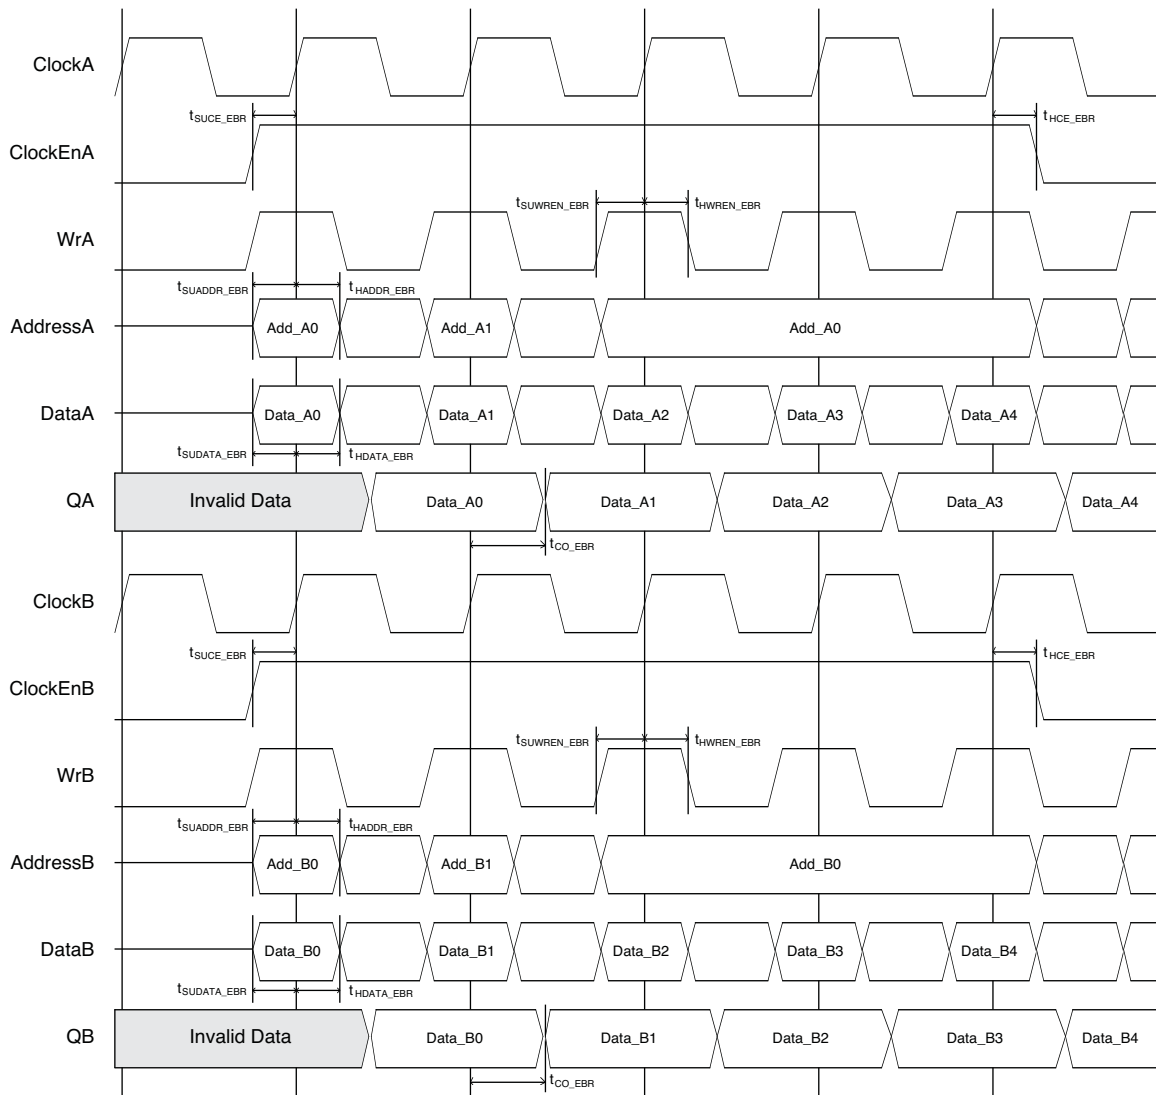 ClockA
tSUCE_EBR
tHCE_EBR
ClockEnA
tSUWREN_EBR
tHWREN_EBR
WrA
tSUADDR_EBR
tHADDR_EBR
AddressA
Add_A0
Add_A1
Add_A0
DataA
Data_A0
Data_A1
Data_A2
Data_A3
Data_A4
tSUDATA_EBR
tHDATA_EBR
QA
Invalid Data
Data_A0
Data_A1
Data_A2
Data_A3
Data_A4
tCO_EBR
ClockB
tSUCE_EBR
tHCE_EBR
ClockEnB
tSUWREN_EBR
tHWREN_EBR
WrB
tSUADDR_EBR
tHADDR_EBR
AddressB
Add_B0
Add_B1
Add_B0
DataB
Data_B0
Data_B1
Data_B2
Data_B3
Data_B4
tSUDATA_EBR
tHDATA_EBR
QB
Invalid Data
Data_B0
Data_B1
Data_B2
Data_B3
Data_B4
tCO_EBR